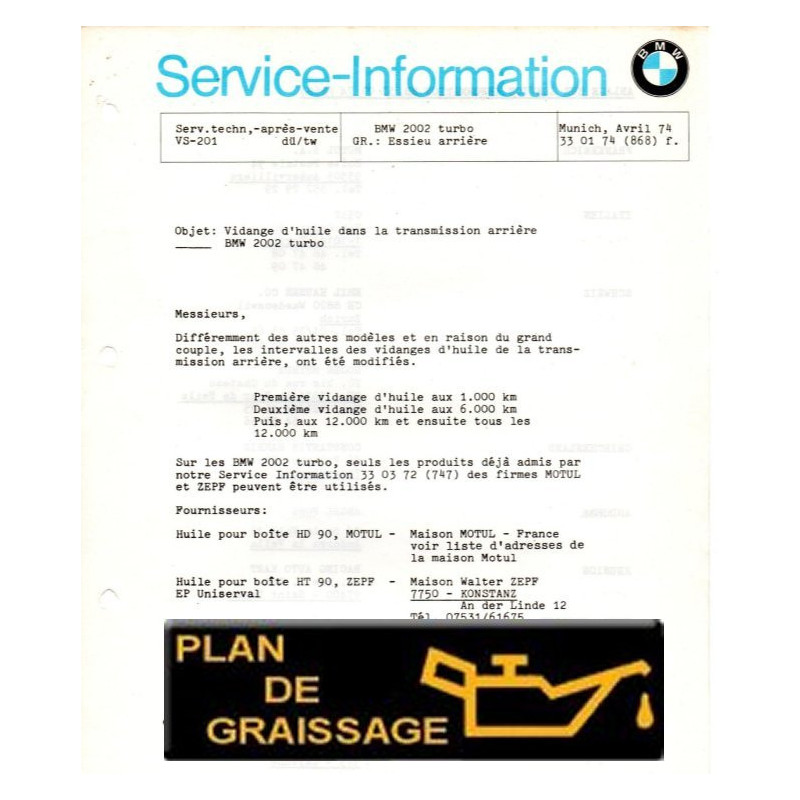 Service-Information
BMW
Serv.techn,-après-vente
VS-201 dü/tw
BMW 2002 turbo
GR.: Essieu arrière
Munich, Avril 74
33 01 74 (868) f.
Objet: Vidange d'huile dans la transmission arrière
BMW 2002 turbo
Messieurs,
Différemment des autres modèles et en raison du grand
couple, les intervalles des vidanges d'huile de la trans-
mission arrière, ont été modifiés.
Première vidange d'huile aux 1.000 km
Deuxième vidange d'huile aux 6.000 km
Puis, aux 12.000 km et ensuite tous les
12.000 km
Sur les BMW 2002 turbo, seuls les produits déjà admis par
notre Service Information 33 03 72 (747) des firmes MOTUL
et ZEPF peuvent être utilisés.
Fournisseurs:
Huile pour boîte HD 90, MOTUL - Maison MOTUL - France
voir liste d'adresses de
la maison Motul
Huile pour boîte HT 90, ZEPF - Maison Walter ZEPF
EP Uniserval 7750 - KONSTANZ
An der Linde 12
Tél. 07531/61675
PLAN
DE
GRAISSAGE